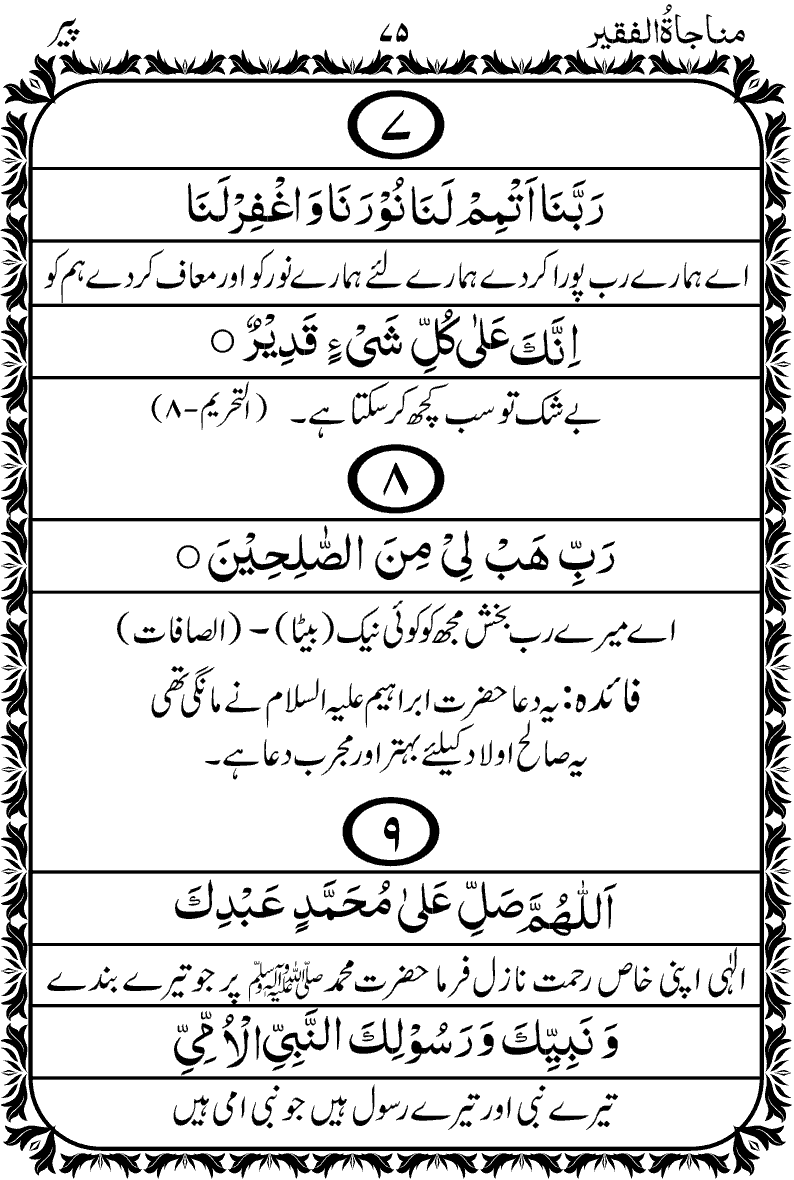 مناجاۃُ الفقیر ۷۵ پیر
۷
رَبَّنَا اَتْمِمْ لَنَا نُوْرَنَا وَ اغْفِرْلَنَا
اے ہمارے رب پورا کردے ہمارے لئے ہمارے نور کو اور معاف کردے ہم کو
اِنَّكَ عَلٰی كُلِّ شَیْءٍ قَدِیْرٌ ○
بے شک تو سب کچھ کرسکتا ہے۔ (التحریم-۸)
۸
رَبِّ هَبْ لِیْ مِنَ الصّٰلِحِیْنَ ○
اے میرے رب بخش مجھ کو کوئی نیک (بیٹا) - (الصافات)
فائدہ: یہ دعا حضرت ابراہیم علیہ السلام نے مانگی تھی
یہ صالح اولاد کیلئے بہتر اور مجرب دعا ہے۔
۹
اَللّٰهُمَّ صَلِّ عَلٰی مُحَمَّدٍ عَبْدِكَ
الٰہی اپنی خاص رحمت نازل فرما حضرت محمد ﷺ پر جو تیرے بندے
وَ نَبِیِّكَ وَ رَسُوْلِكَ النَّبِیِّ الْاُمِّیِّ
تیرے نبی اور تیرے رسول ہیں جو نبی امی ہیں